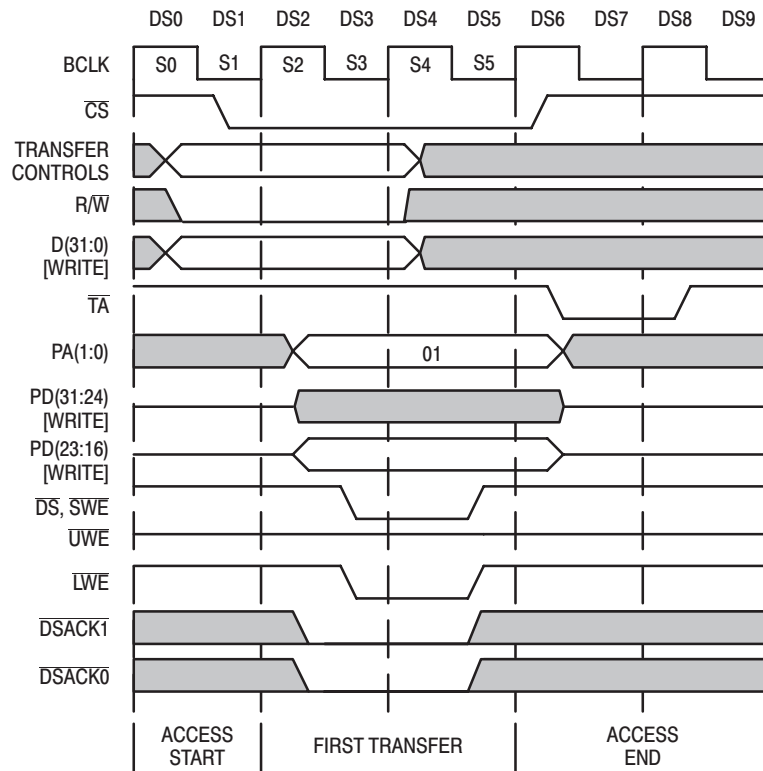 DS0 DS1 DS2 DS3 DS4 DS5 DS6 DS7 DS8 DS9
BCLK S0 S1 S2 S3 S4 S5
CS
TRANSFER
CONTROLS
R/W
D(31:0)
[WRITE]
TA
PA(1:0) 01
PD(31:24)
[WRITE]
PD(23:16)
[WRITE]
DS, SWE
UWE
LWE
DSACK1
DSACK0
ACCESS
START
FIRST TRANSFER
ACCESS
END